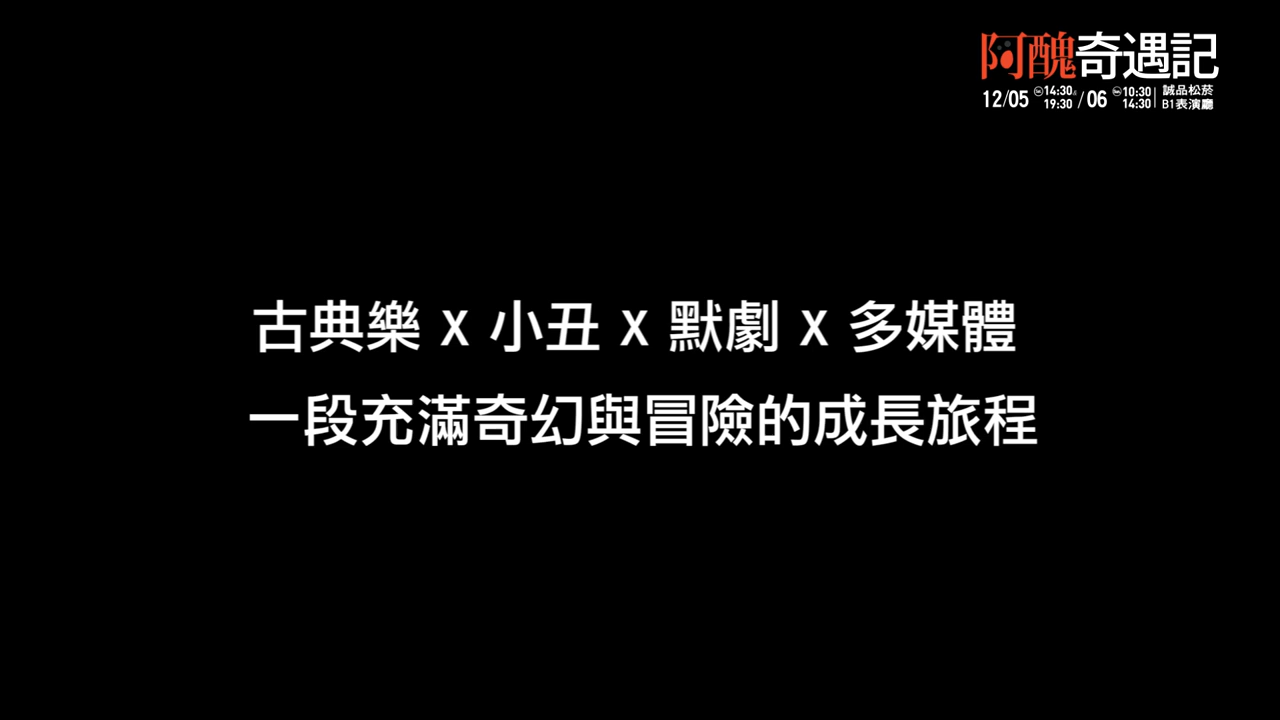 阿醜奇遇記
12/05 14:30 19:30 / 06 10:30 14:30 | 誠品松菸 B1表演廳
古典樂 x 小丑 x 默劇 x 多媒體
一段充滿奇幻與冒險的成長旅程